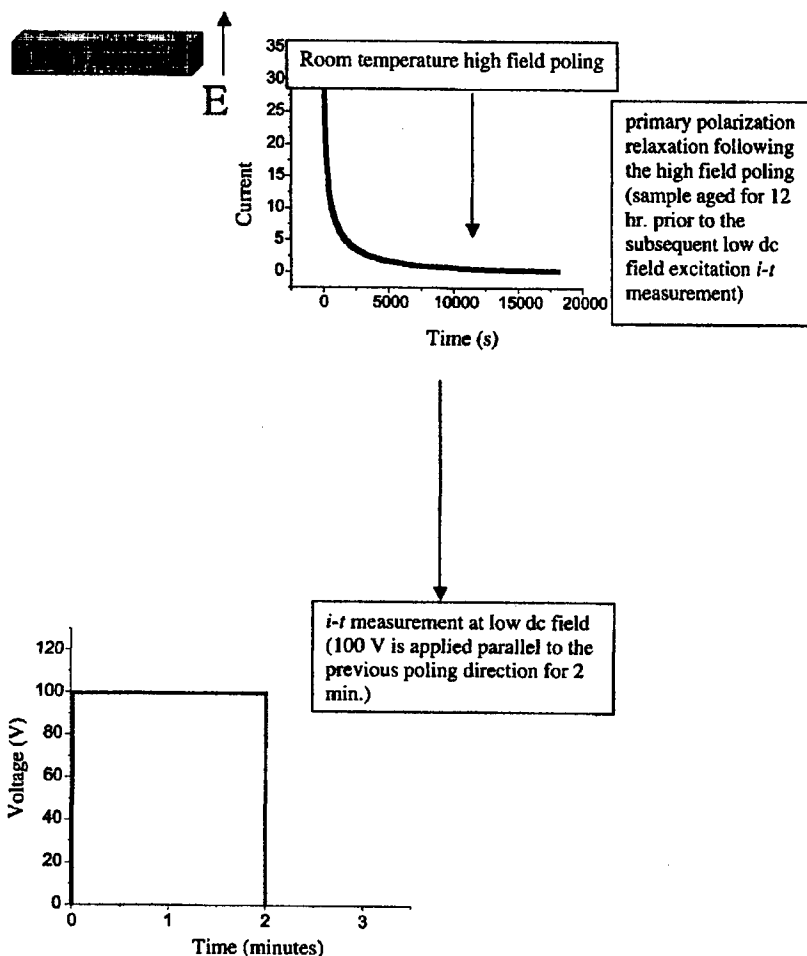 E
35
Room temperature high field poling
30
25
20
15
10
5
0
Current
0 5000 10000 15000 20000
Time (s)
primary polarization
relaxation following
the high field poling
(sample aged for 12
hr. prior to the
subsequent low dc
field excitation i-t
measurement)
i-t measurement at low dc field
(100 V is applied parallel to the
previous poling direction for 2
min.)
120
100
80
60
40
20
0
Voltage (V)
0 1 2 3
Time (minutes)